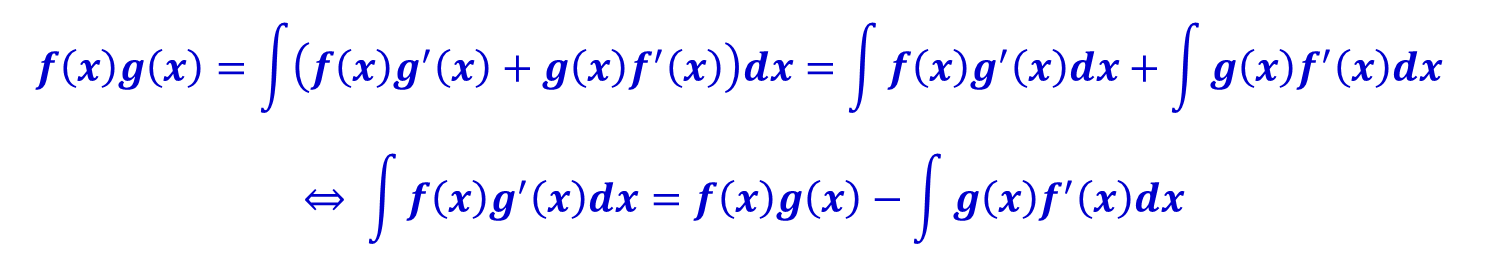 f(x)g(x) = ∫(f(x)g′(x) + g(x)f′(x))dx = ∫ f(x)g′(x)dx + ∫ g(x)f′(x)dx
⇔ ∫ f(x)g′(x)dx = f(x)g(x) − ∫ g(x)f′(x)dx